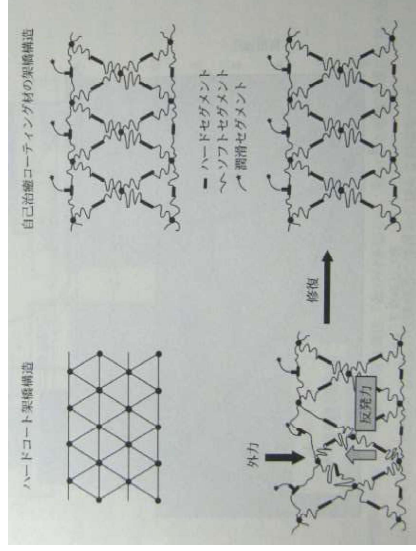 ハードコート架橋構造
自己治癒コーティング材の架橋構造
ハードセグメント
ソフトセグメント
潤滑セグメント
外力
反発力
修復